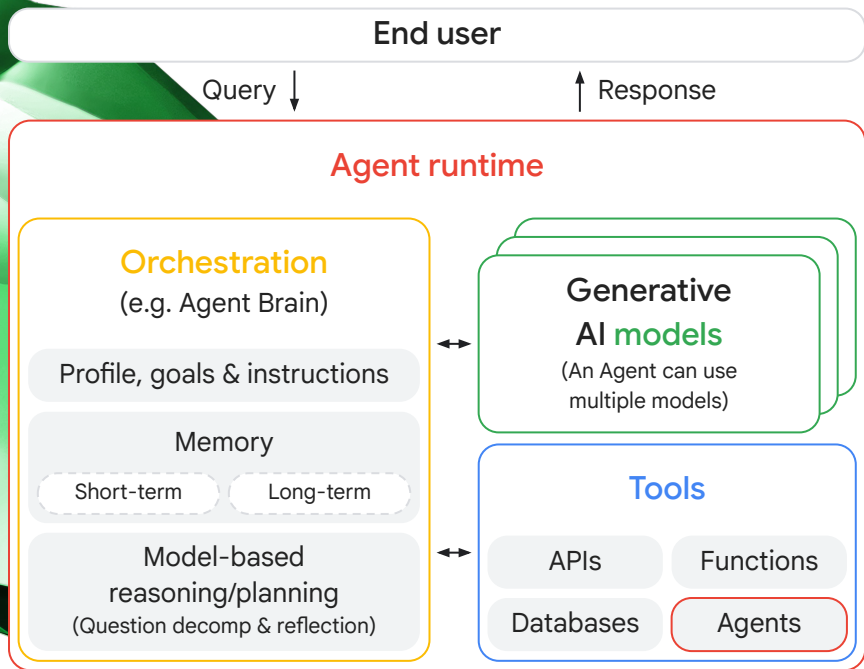 End user
Query
Response
Agent runtime
Orchestration
(e.g. Agent Brain)
Profile, goals & instructions
Memory
Short-term
Long-term
Model-based
reasoning/planning
(Question decomp & reflection)
Generative
AI models
(An Agent can use
multiple models)
Tools
APIs
Functions
Databases
Agents